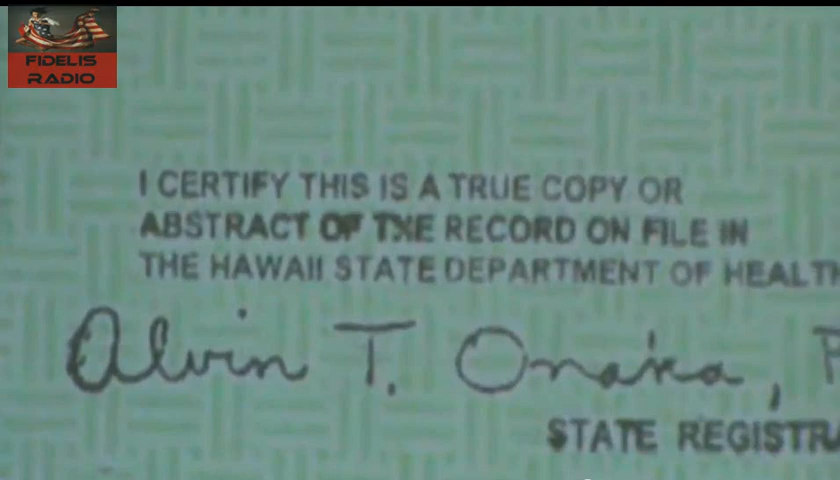 FIDELIS
RADIO
I CERTIFY THIS IS A TRUE COPY OR
ABSTRACT OF TXE RECORD ON FILE IN
THE HAWAII STATE DEPARTMENT OF HEALTH
Alvin T. Onaka, P
STATE REGISTRA